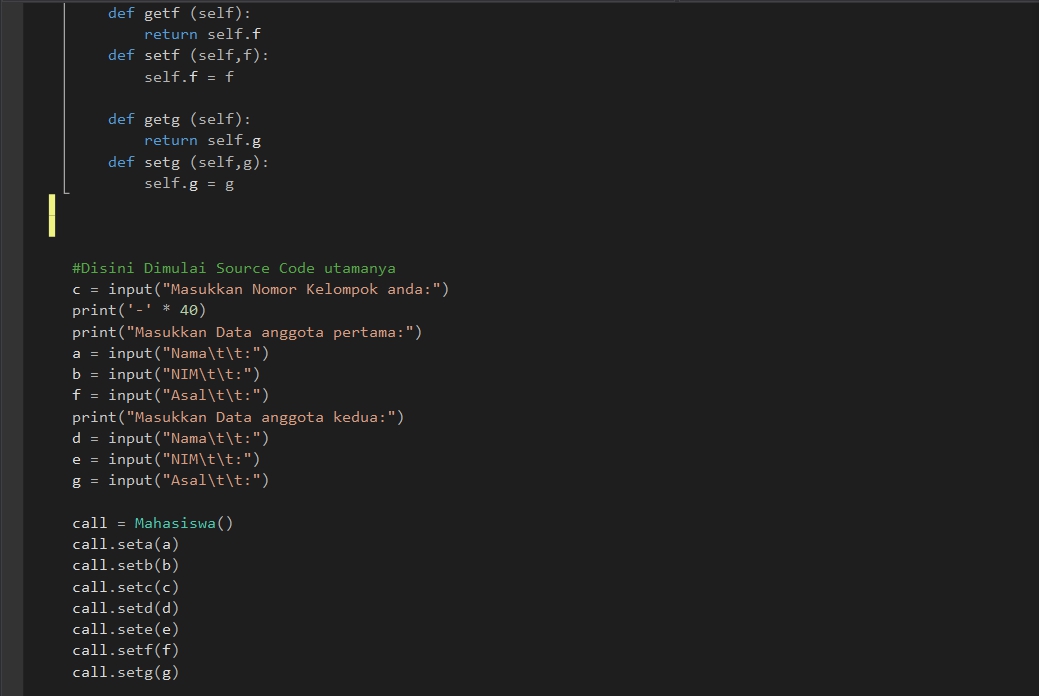 def getf (self):
return self.f
def setf (self,f):
self.f = f
def getg (self):
return self.g
def setg (self,g):
self.g = g
#Disini Dimulai Source Code utamanya
c = input("Masukkan Nomor Kelompok anda:")
print('-' * 40)
print("Masukkan Data anggota pertama:")
a = input("Nama\t\t:")
b = input("NIM\t\t:")
f = input("Asal\t\t:")
print("Masukkan Data anggota kedua:")
d = input("Nama\t\t:")
e = input("NIM\t\t:")
g = input("Asal\t\t:")
call = Mahasiswa()
call.seta(a)
call.setb(b)
call.setc(c)
call.setd(d)
call.sete(e)
call.setf(f)
call.setg(g)